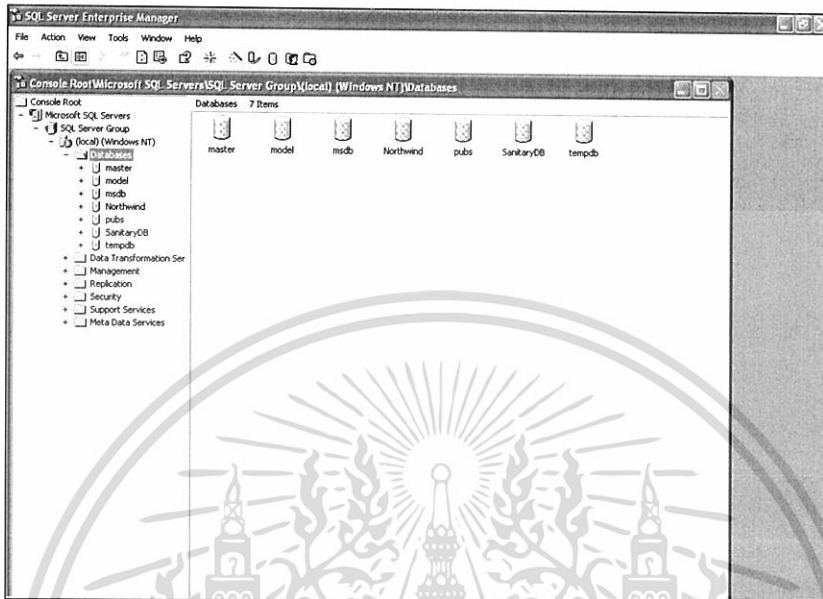 SQL Server Enterprise Manager
File Action View Tools Window Help
Console Root\Microsoft SQL Servers\SQL Server Group\(local) (Windows NT)\Databases
Console Root
Microsoft SQL Servers
SQL Server Group
(local) (Windows NT)
Databases
master
model
msdb
Northwind
pubs
SanitaryDB
tempdb
Data Transformation Ser
Management
Replication
Security
Support Services
Meta Data Services
Databases 7 Items
master model msdb Northwind pubs SanitaryDB tempdb